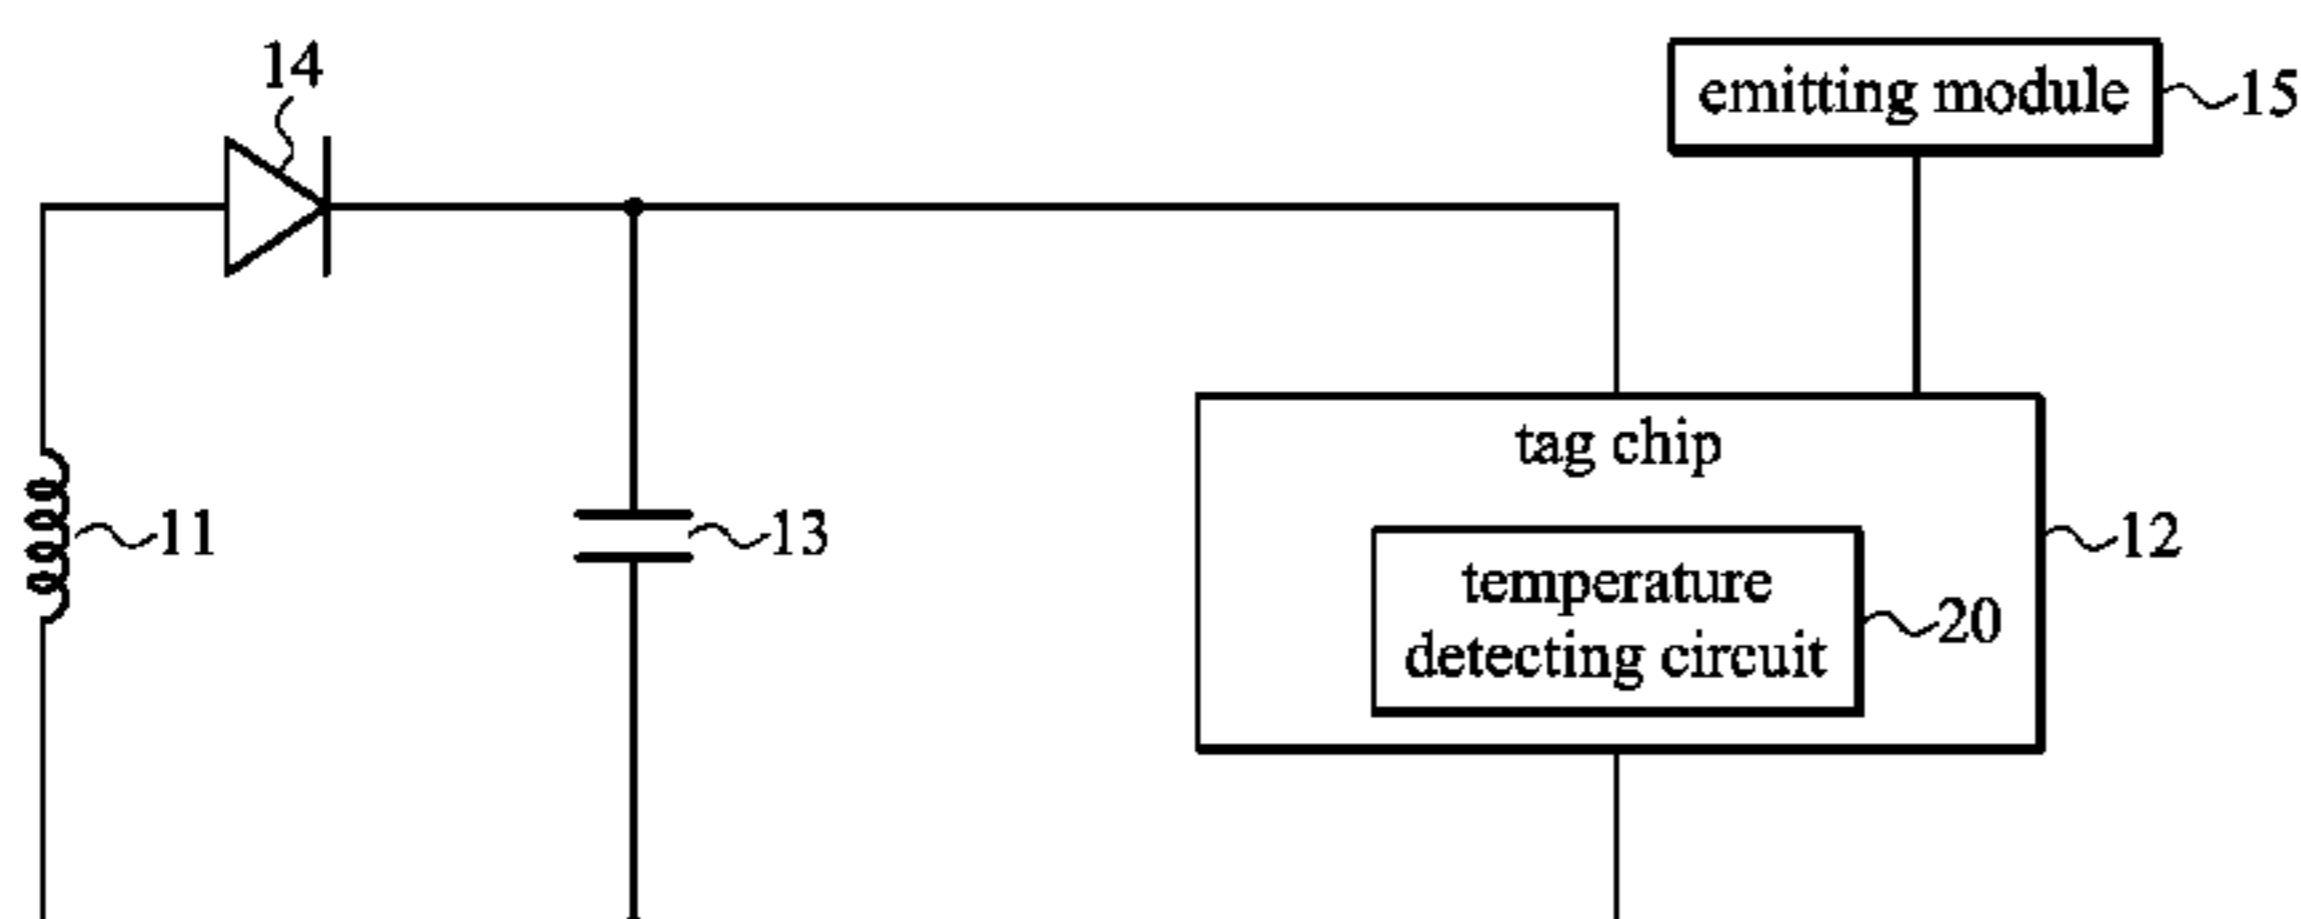 14
emitting module
15
tag chip
11
13
12
temperature
detecting circuit
20